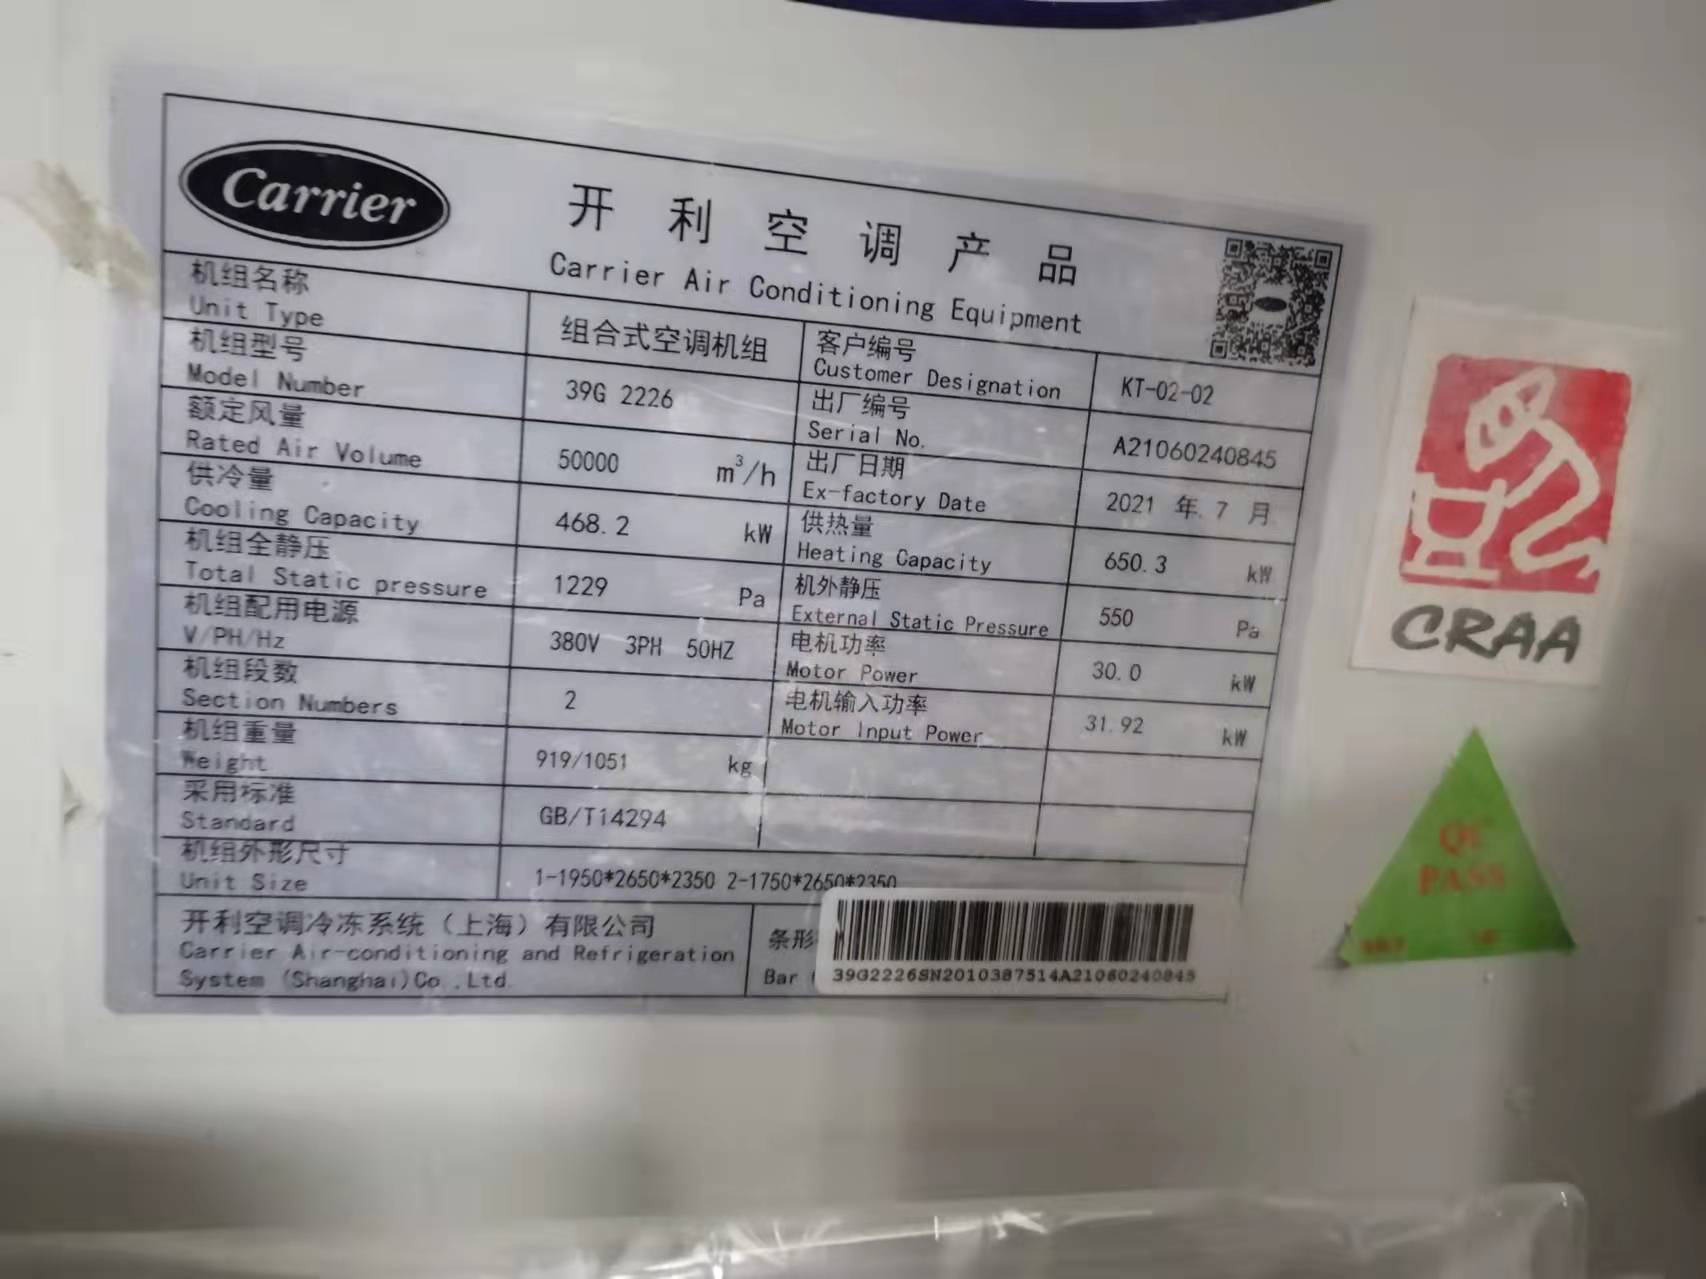 Carrier
开利空调产品
Carrier Air Conditioning Equipment
机组名称
Unit Type
组合式空调机组
客户编号
Customer Designation
KT-02-02
机组型号
Model Number
39G 2226
出厂编号
Serial No.
A21060240845
额定风量
Rated Air Volume
50000 m³/h
出厂日期
Ex-factory Date
2021 年 7 月
供冷量
Cooling Capacity
468.2 kW
供热量
Heating Capacity
650.3 kW
机组全静压
Total Static pressure
1229 Pa
机外静压
External Static Pressure
550 Pa
机组配用电源
V/PH/Hz
380V 3PH 50HZ
电机功率
Motor Power
30.0 kW
机组段数
Section Numbers
2
电机输入功率
Motor Input Power
31.92 kW
机组重量
Weight
919/1051 kg
采用标准
Standard
GB/T14294
机组外形尺寸
Unit Size
1-1950*2650*2350 2-1750*2650*2350
开利空调冷冻系统（上海）有限公司
Carrier Air-conditioning and Refrigeration
System (Shanghai)Co.,Ltd.
条形
Bar
39G2226SN2010387514A21060240845
CRAA
QC
PASS